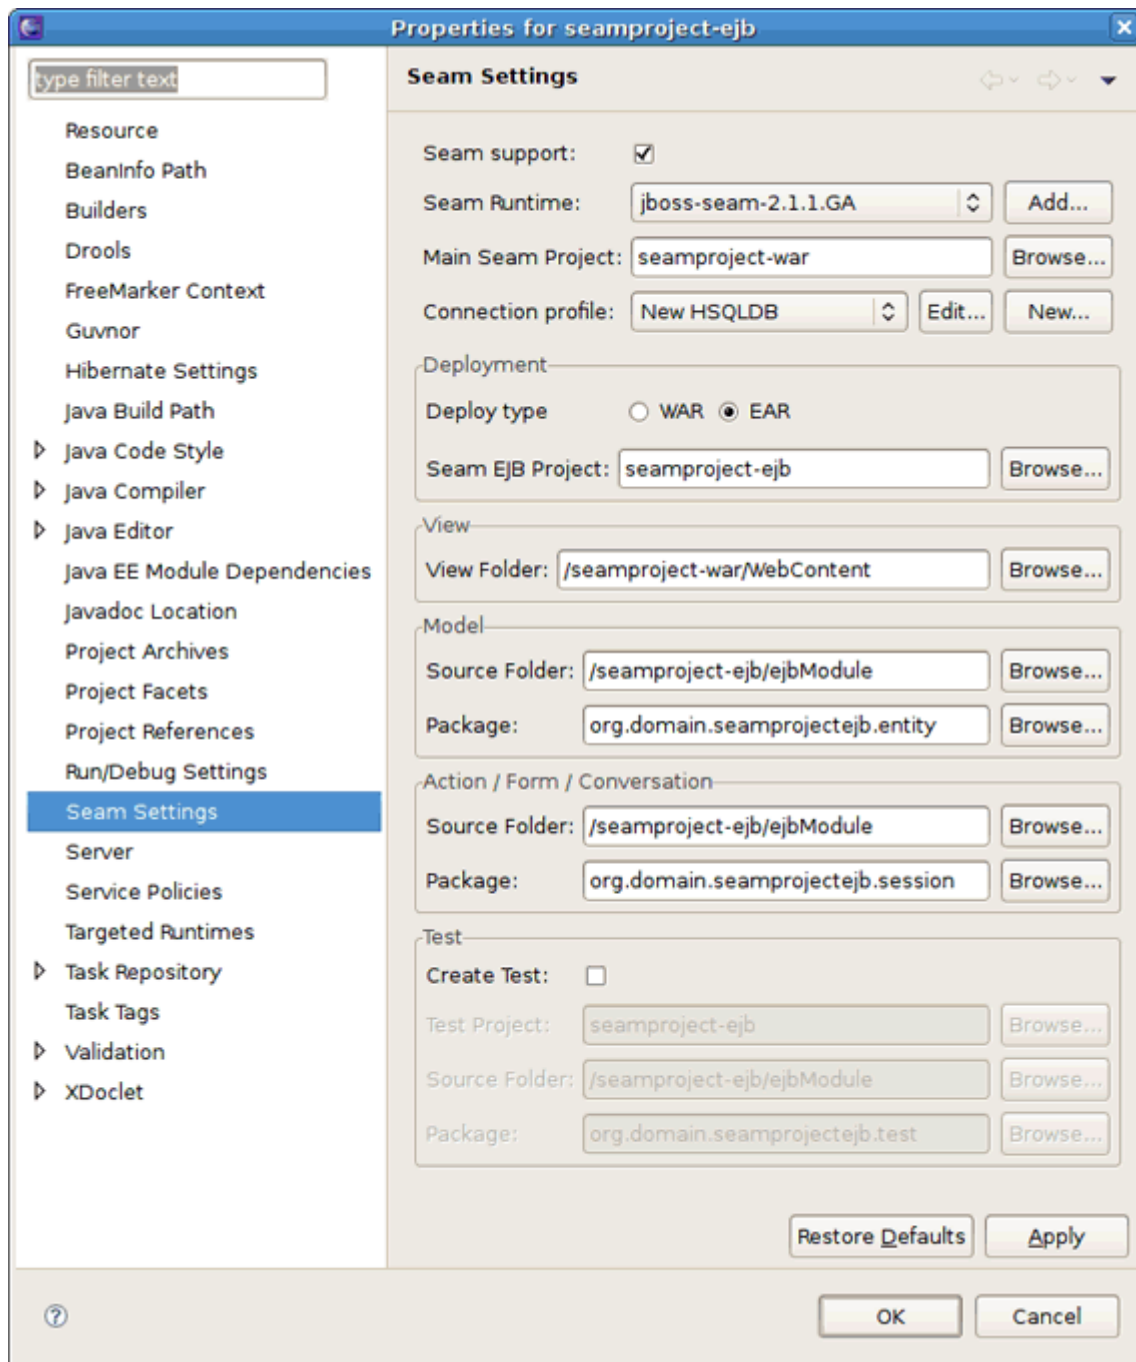 Properties for seamproject-ejb
type filter text
Resource
BeanInfo Path
Builders
Drools
FreeMarker Context
Guvnor
Hibernate Settings
Java Build Path
Java Code Style
Java Compiler
Java Editor
Java EE Module Dependencies
Javadoc Location
Project Archives
Project Facets
Project References
Run/Debug Settings
Seam Settings
Server
Service Policies
Targeted Runtimes
Task Repository
Task Tags
Validation
XDoclet
Seam Settings
Seam support:
Seam Runtime: jboss-seam-2.1.1.GA Add...
Main Seam Project: seamproject-war Browse...
Connection profile: New HSQLDB Edit... New...
Deployment
Deploy type WAR EAR
Seam EJB Project: seamproject-ejb Browse...
View
View Folder: /seamproject-war/WebContent Browse...
Model
Source Folder: /seamproject-ejb/ejbModule Browse...
Package: org.domain.seamprojectejb.entity Browse...
Action / Form / Conversation
Source Folder: /seamproject-ejb/ejbModule Browse...
Package: org.domain.seamprojectejb.session Browse...
Test
Create Test:
Test Project: seamproject-ejb Browse...
Source Folder: /seamproject-ejb/ejbModule Browse...
Package: org.domain.seamprojectejb.test Browse...
Restore Defaults Apply
OK Cancel